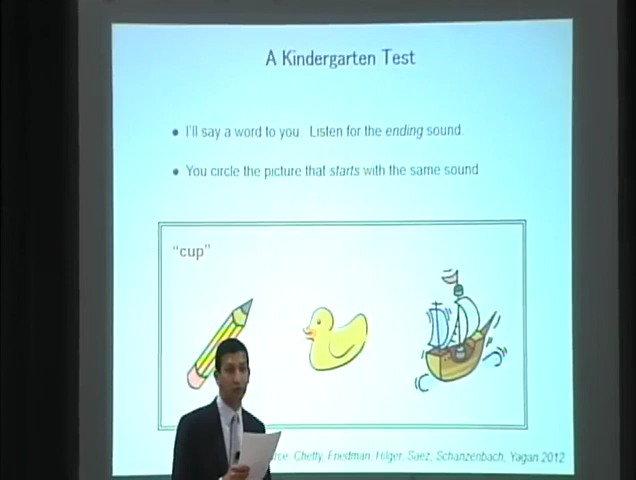 A Kindergarten Test
• I'll say a word to you. Listen for the ending sound.
• You circle the picture that starts with the same sound
"cup"
Chetty, Friedman, Hilger, Saez, Schanzenbach, Yagan 2012